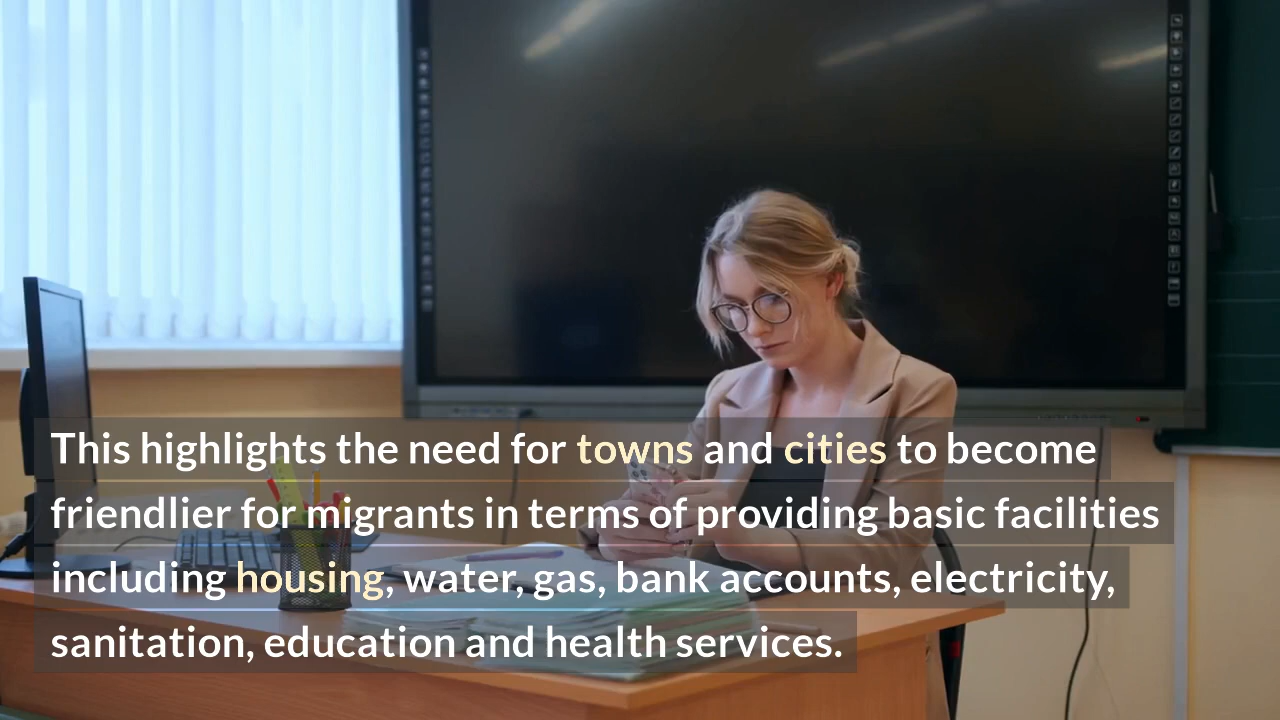 This highlights the need for towns and cities to become
friendlier for migrants in terms of providing basic facilities
including housing, water, gas, bank accounts, electricity,
sanitation, education and health services.